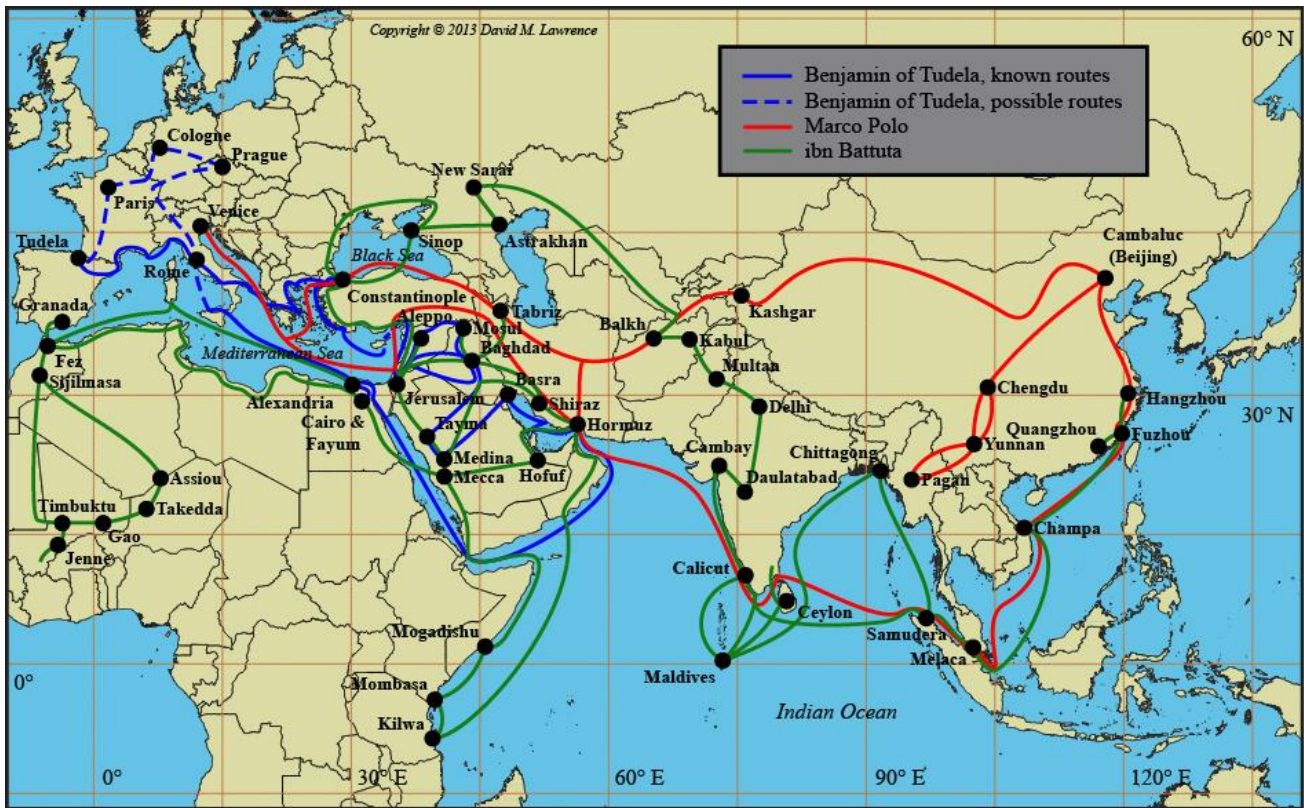 Copyright © 2013 David M. Lawrence
60° N
Benjamin of Tudela, known routes
Benjamin of Tudela, possible routes
Marco Polo
ibn Battuta
Cologne
Prague
New Sarai
Paris
Venice
Tudela
Sinop
Astrakhan
Black Sea
Cambaluc
(Beijing)
Rome
Constantinople
Granada
Aleppo
Tabriz
Kashgar
Mosul
Balkh
Kabul
Mediterranean Sea
Baghdad
Fez
Multan
Sijilmasa
Basra
Chengdu
Jerusalem
Shiraz
Delhi
Hangzhou
30° N
Alexandria
Cairo &
Fayum
Tayma
Hormuz
Quangzhou
Fuzhou
Cambay
Chittagong
Yunnan
Medina
Mecca
Hofuf
Daulatabad
Pagan
Assiou
Timbuktu
Takedda
Gao
Champa
Jenne
Calicut
Ceylon
Mogadishu
Samudera
Melaca
Maldives
0°
Mombasa
Indian Ocean
Kilwa
0°
30° E
60° E
90° E
120° E